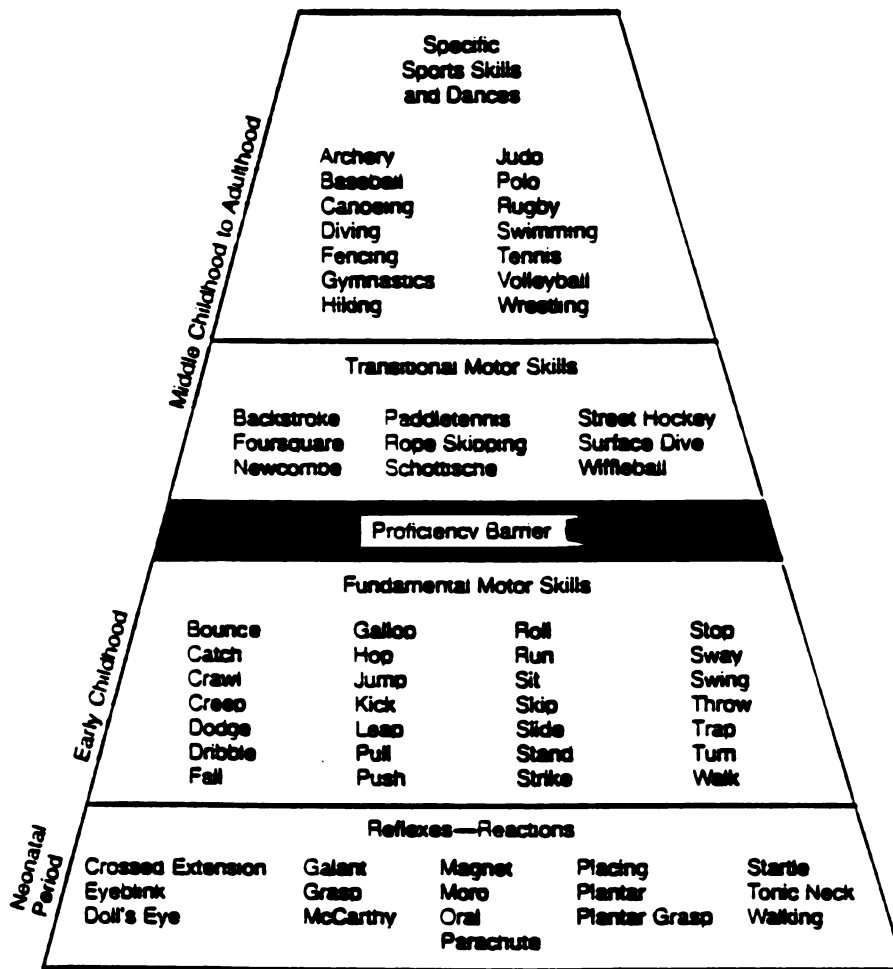 Specific
Sports Skills
and Dances
Archery Judo
Baseball Polo
Canoeing Rugby
Diving Swimming
Fencing Tennis
Gymnastics Volleyball
Hiking Wrestling
Middle Childhood to Adulthood
Transitional Motor Skills
Backstroke Paddletennis Street Hockey
Foursquare Rope Skipping Surface Dive
Newcombe Schottische Wiffleball
Proficiency Barrier
Fundamental Motor Skills
Bounce Gallop Roll Stop
Catch Hop Run Sway
Crawl Jump Sit Swing
Creep Kick Skip Throw
Dodge Leap Slide Trap
Dribble Pull Stand Turn
Fall Push Strike Walk
Early Childhood
Reflexes—Reactions
Crossed Extension Galant Magnet Placing Startle
Eyeblink Grasp Moro Plantar Tonic Neck
Doll's Eye McCarthy Oral Plantar Grasp Walking
Parachute
Neonatal
Period